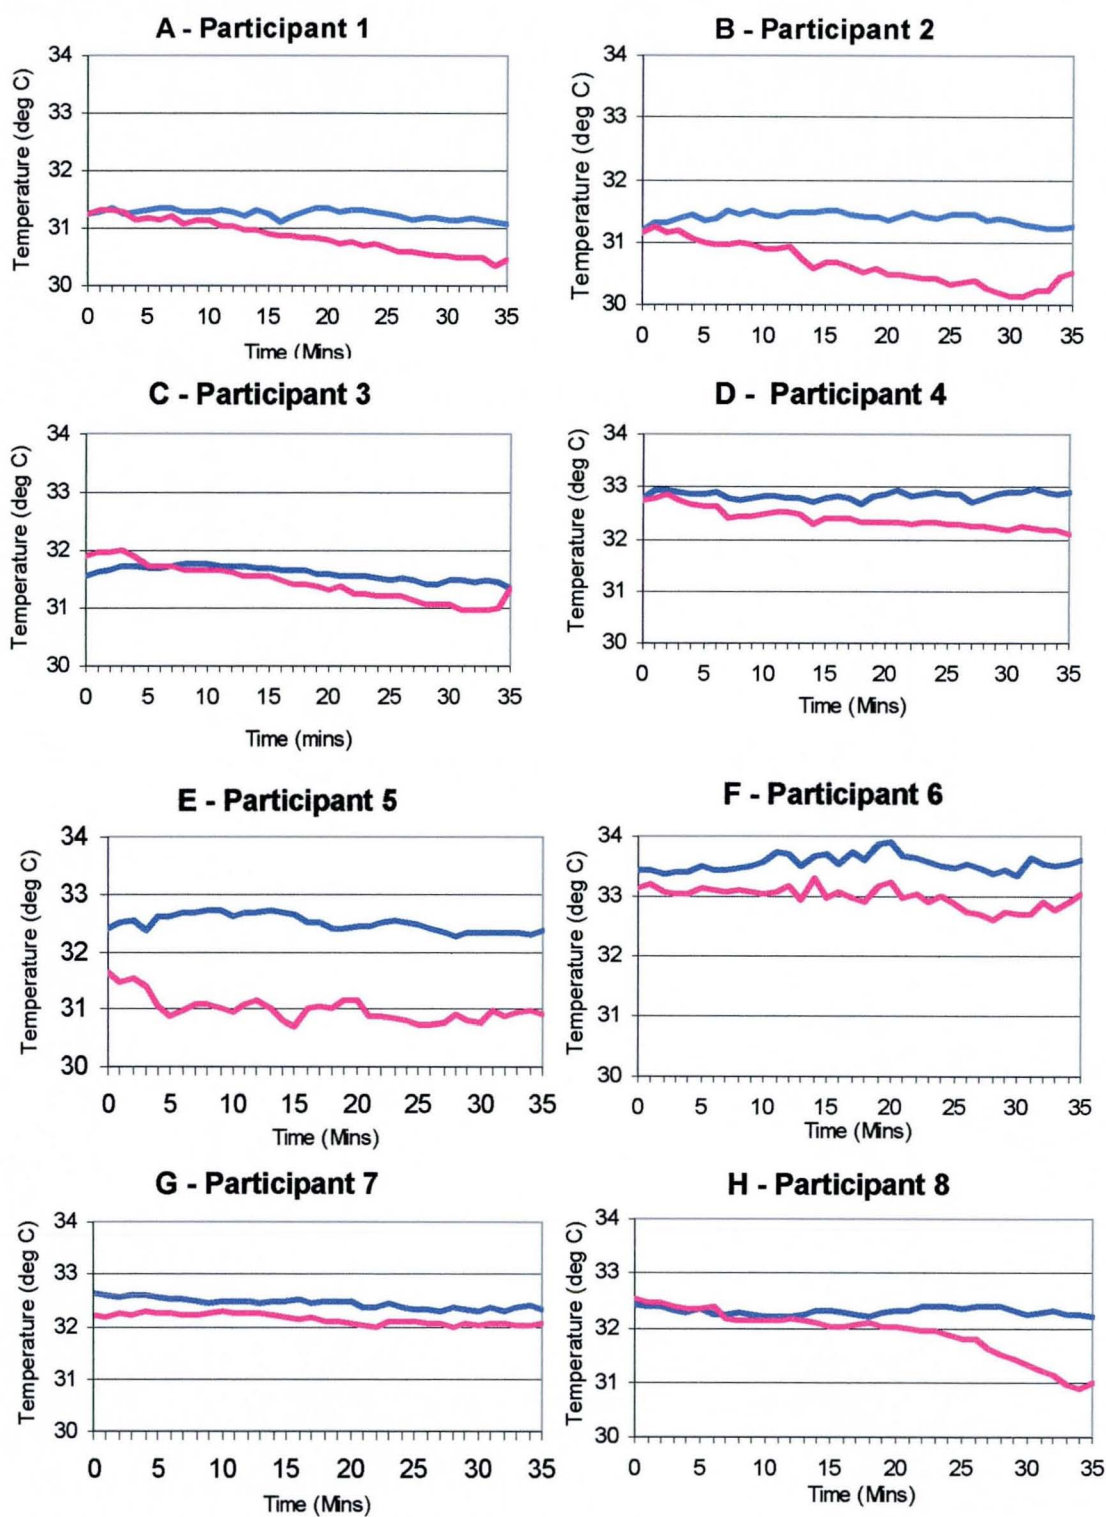 A - Participant 1
Temperature (deg C)
34
33
32
31
30
0 5 10 15 20 25 30 35
Time (Mins)
B - Participant 2
Temperature (deg C)
34
33
32
31
30
0 5 10 15 20 25 30 35
Time (Mins)
C - Participant 3
Temperature (deg C)
34
33
32
31
30
0 5 10 15 20 25 30 35
Time (mins)
D - Participant 4
Temperature (deg C)
34
33
32
31
30
0 5 10 15 20 25 30 35
Time (Mins)
E - Participant 5
Temperature (deg C)
34
33
32
31
30
0 5 10 15 20 25 30 35
Time (Mins)
F - Participant 6
Temperature (deg C)
34
33
32
31
30
0 5 10 15 20 25 30 35
Time (Mins)
G - Participant 7
Temperature (deg C)
34
33
32
31
30
0 5 10 15 20 25 30 35
Time (Mins)
H - Participant 8
Temperature (deg C)
34
33
32
31
30
0 5 10 15 20 25 30 35
Time (Mins)